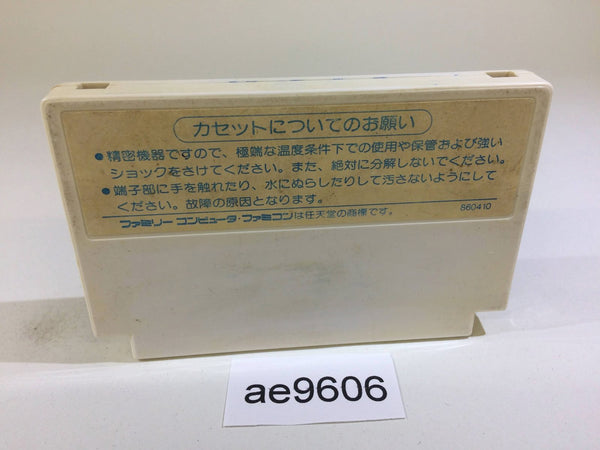 カセットについてのお願い
●精密機器ですので、極端な温度条件下での使用や保管および強い
ショックをさけてください。また、絶対に分解しないでください。
●端子部に手を触れたり、水にぬらしたりして汚さないようにして
ください。故障の原因となります。
ファミリーコンピュータ・ファミコンは任天堂の商標です。
860410
ae9606